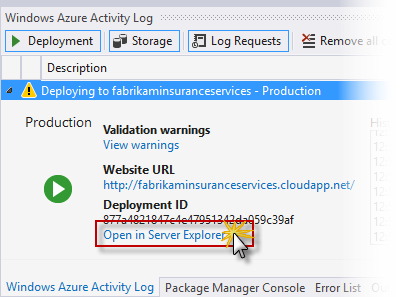 Windows Azure Activity Log
Deployment Storage Log Requests Remove all
Description
Deploying to fabrikaminsuranceservices - Production
Production
Validation warnings
View warnings
Website URL
http://fabrikaminsuranceservices.cloudapp.net/
Deployment ID
877a4821847c4e47951342da059c39af
Open in Server Explorer
Windows Azure Activity Log Package Manager Console Error List Ou